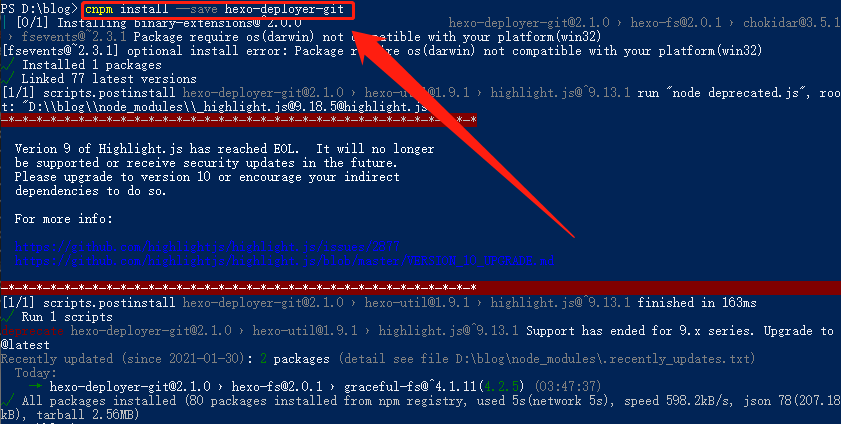 PS D:\blog> cnpm install --save hexo-deployer-git
| [0/1] Installing binary-extensions@^2.0.0 hexo-deployer-git@2.1.0 › hexo-fs@2.0.1 › chokidar@3.5.1
› fsevents@~2.3.1 Package require os(darwin) not compatible with your platform(win32)
[fsevents@~2.3.1] optional install error: Package require os(darwin) not compatible with your platform(win32)
√ Installed 1 packages
√ Linked 77 latest versions
[1/1] scripts.postinstall hexo-deployer-git@2.1.0 › hexo-util@1.9.1 › highlight.js@^9.13.1 run "node deprecated.js", roo
t: "D:\\blog\\node_modules\\_highlight.js@9.18.5@highlight.js
Verion 9 of Highlight.js has reached EOL. It will no longer
be supported or receive security updates in the future.
Please upgrade to version 10 or encourage your indirect
dependencies to do so.
For more info:
[1/1] scripts.postinstall hexo-deployer-git@2.1.0 › hexo-util@1.9.1 › highlight.js@^9.13.1 finished in 163ms
√ Run 1 scripts
deprecate hexo-deployer-git@2.1.0 › hexo-util@1.9.1 › highlight.js@^9.13.1 Support has ended for 9.x series. Upgrade to
@latest
Recently updated (since 2021-01-30): 2 packages (detail see file D:\blog\node_modules\.recently_updates.txt)
Today:
→ hexo-deployer-git@2.1.0 › hexo-fs@2.0.1 › graceful-fs@^4.1.11(4.2.5) (03:47:37)
√ All packages installed (80 packages installed from npm registry, used 5s(network 5s), speed 598.2kB/s, json 78(207.18
kB), tarball 2.56MB)